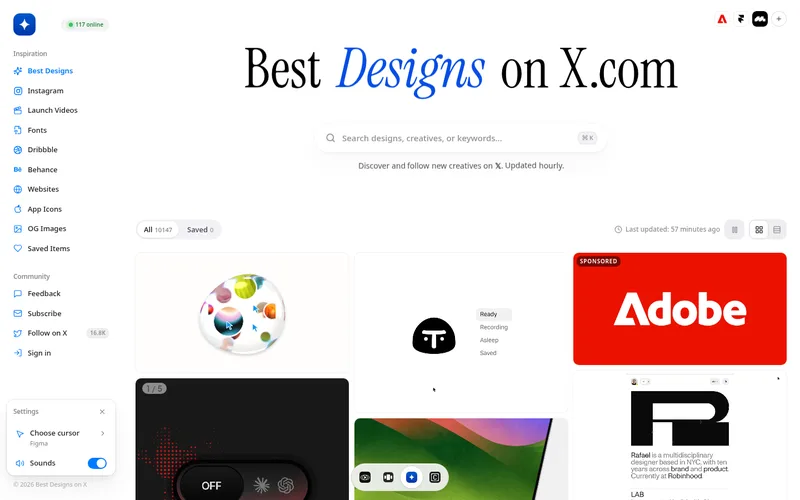 117 online
Inspiration
Best Designs
Instagram
Launch Videos
Fonts
Dribbble
Behance
Websites
App Icons
OG Images
Saved Items
Community
Feedback
Subscribe
Follow on X 16.8K
Sign in
Settings
Choose cursor
Figma
Sounds
© 2026 Best Designs on X
Best Designs on X.com
Search designs, creatives, or keywords...
⌘ K
Discover and follow new creatives on 𝕏. Updated hourly.
All 10147 Saved 0
Last updated: 57 minutes ago
Ready
Recording
Asleep
Saved
SPONSORED
Adobe
1 / 5
OFF
Rafael is a multidisciplinary
designer based in NYC, with ten
years across brand and product.
Currently at Robinhood.
LAB